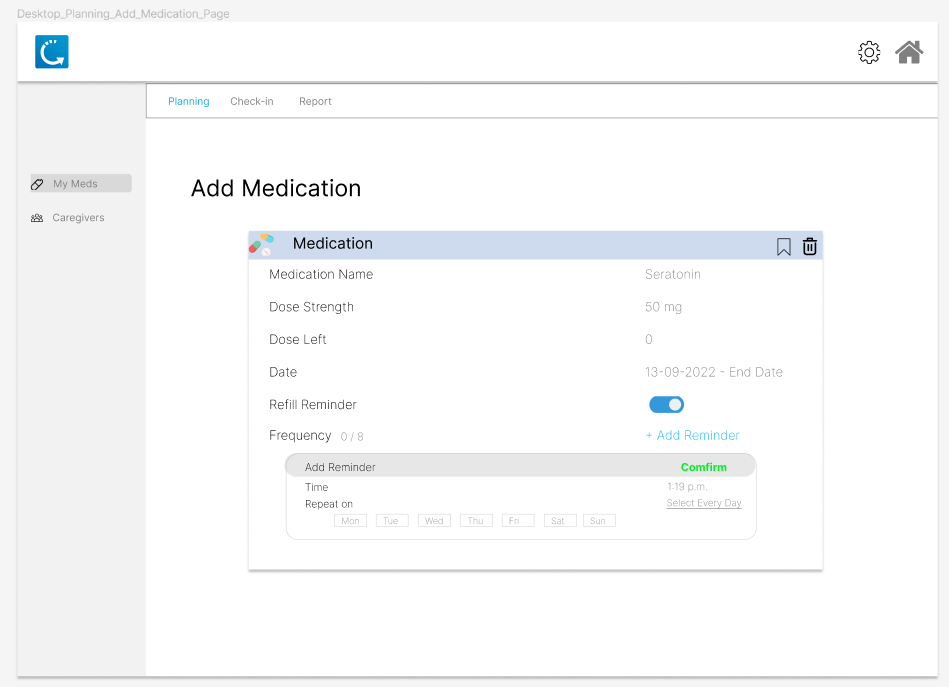 Desktop_Planning_Add_Medication_Page
Planning Check-in Report
My Meds
Caregivers
Add Medication
Medication
Medication Name Seratonin
Dose Strength 50 mg
Dose Left 0
Date 13-09-2022 - End Date
Refill Reminder
Frequency 0 / 8 + Add Reminder
Add Reminder Comfirm
Time 1:19 p.m.
Repeat on Select Every Day
Mon Tue Wed Thu Fri Sat Sun